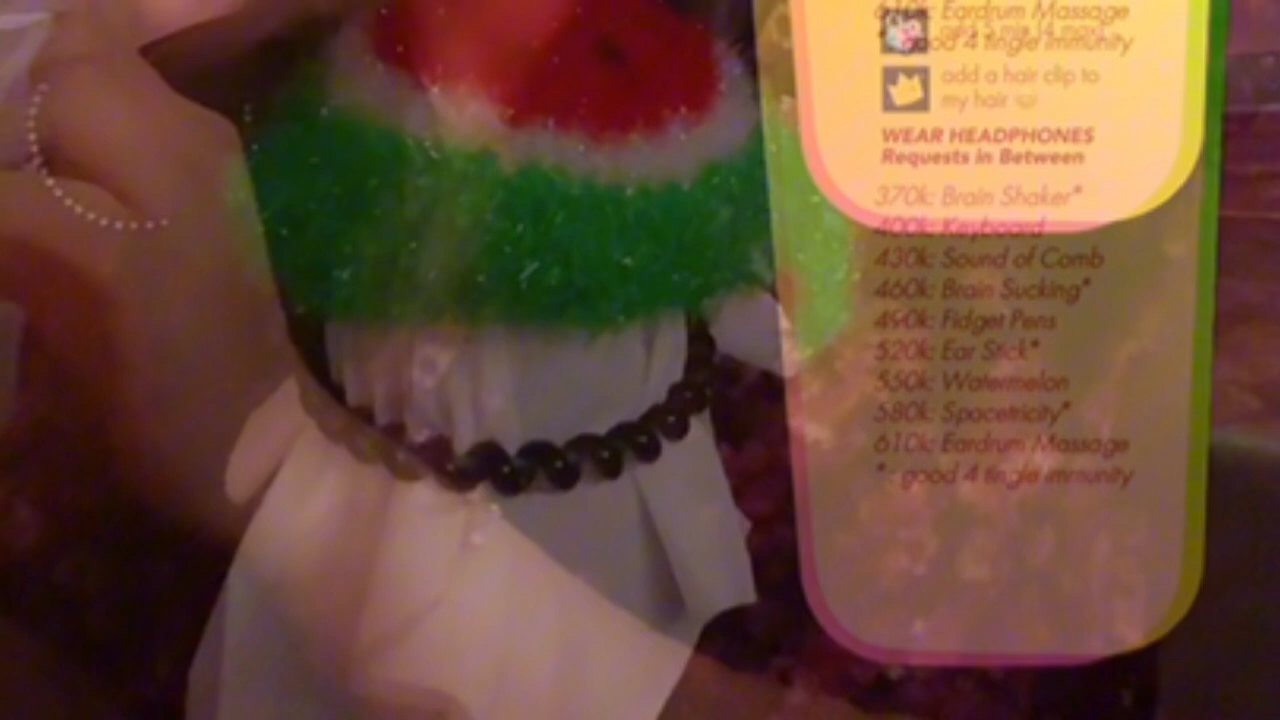 610k: Eardrum Massage
good 4 tingle immunity
add a hair clip to
my hair
WEAR HEADPHONES
Requests in Between
370k: Brain Shaker*
400k: Keyboard
430k: Sound of Comb
460k: Brain Sucking*
490k: Fidget Pens
520k: Ear Stick*
550k: Watermelon
580k: Spacetricity*
610k: Eardrum Massage
* : good 4 tingle immunity